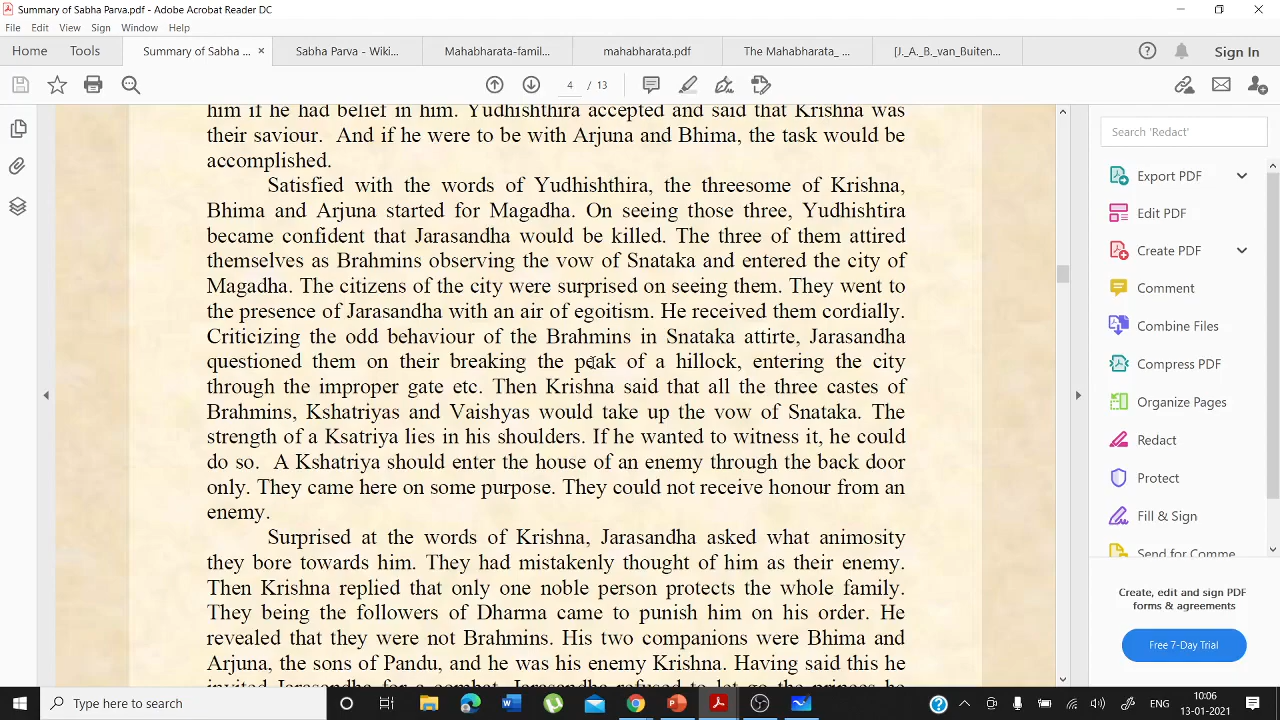 Summary of Sabha Parva.pdf - Adobe Acrobat Reader DC
File Edit View Sign Window Help
Home Tools Summary of Sabha ... × Sabha Parva - Wiki... Mahabharata-famil... mahabharata.pdf The Mahabharata_ ... [J._A._B._van_Buiten... Sign In
4 / 13
him if he had belief in him. Yudhishthira accepted and said that Krishna was
their saviour. And if he were to be with Arjuna and Bhima, the task would be
accomplished.
Satisfied with the words of Yudhishthira, the threesome of Krishna,
Bhima and Arjuna started for Magadha. On seeing those three, Yudhishtira
became confident that Jarasandha would be killed. The three of them attired
themselves as Brahmins observing the vow of Snataka and entered the city of
Magadha. The citizens of the city were surprised on seeing them. They went to
the presence of Jarasandha with an air of egoitism. He received them cordially.
Criticizing the odd behaviour of the Brahmins in Snataka attirte, Jarasandha
questioned them on their breaking the peak of a hillock, entering the city
through the improper gate etc. Then Krishna said that all the three castes of
Brahmins, Kshatriyas and Vaishyas would take up the vow of Snataka. The
strength of a Ksatriya lies in his shoulders. If he wanted to witness it, he could
do so. A Kshatriya should enter the house of an enemy through the back door
only. They came here on some purpose. They could not receive honour from an
enemy.
Surprised at the words of Krishna, Jarasandha asked what animosity
they bore towards him. They had mistakenly thought of him as their enemy.
Then Krishna replied that only one noble person protects the whole family.
They being the followers of Dharma came to punish him on his order. He
revealed that they were not Brahmins. His two companions were Bhima and
Arjuna, the sons of Pandu, and he was his enemy Krishna. Having said this he
invited Jarasandha for a combat. Jarasandha refused to let go the princes he
Search 'Redact'
Export PDF
Edit PDF
Create PDF
Comment
Combine Files
Compress PDF
Organize Pages
Redact
Protect
Fill & Sign
Send for Comme
Create, edit and sign PDF
forms & agreements
Free 7-Day Trial
Type here to search
ENG
10:06
13-01-2021